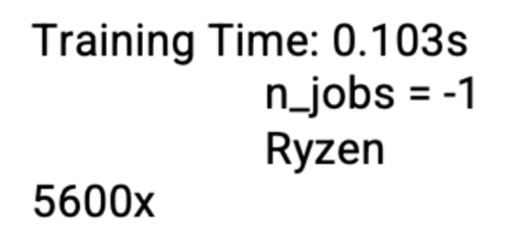 Training Time: 0.103s
n_jobs = -1
Ryzen
5600x